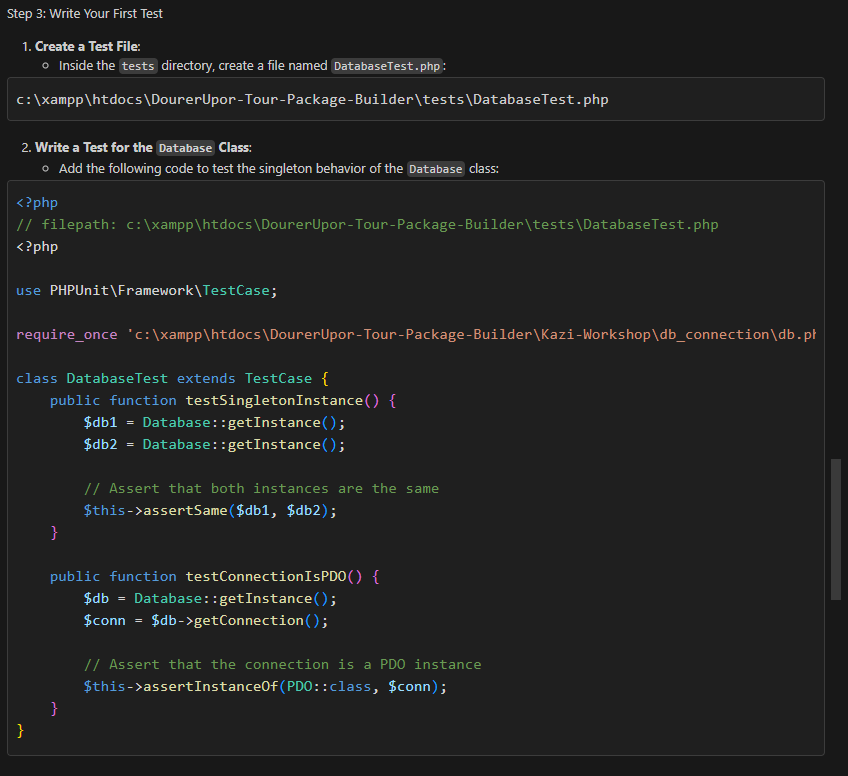 Step 3: Write Your First Test
1. Create a Test File:
Inside the tests directory, create a file named DatabaseTest.php:
c:\xampp\htdocs\DourerUpor-Tour-Package-Builder\tests\DatabaseTest.php
2. Write a Test for the Database Class:
Add the following code to test the singleton behavior of the Database class:
<?php
// filepath: c:\xampp\htdocs\DourerUpor-Tour-Package-Builder\tests\DatabaseTest.php
<?php
use PHPUnit\Framework\TestCase;
require_once 'c:\xampp\htdocs\DourerUpor-Tour-Package-Builder\Kazi-Workshop\db_connection\db.ph
class DatabaseTest extends TestCase {
    public function testSingletonInstance() {
        $db1 = Database::getInstance();
        $db2 = Database::getInstance();
        // Assert that both instances are the same
        $this->assertSame($db1, $db2);
    }
    public function testConnectionIsPDO() {
        $db = Database::getInstance();
        $conn = $db->getConnection();
        // Assert that the connection is a PDO instance
        $this->assertInstanceOf(PDO::class, $conn);
    }
}